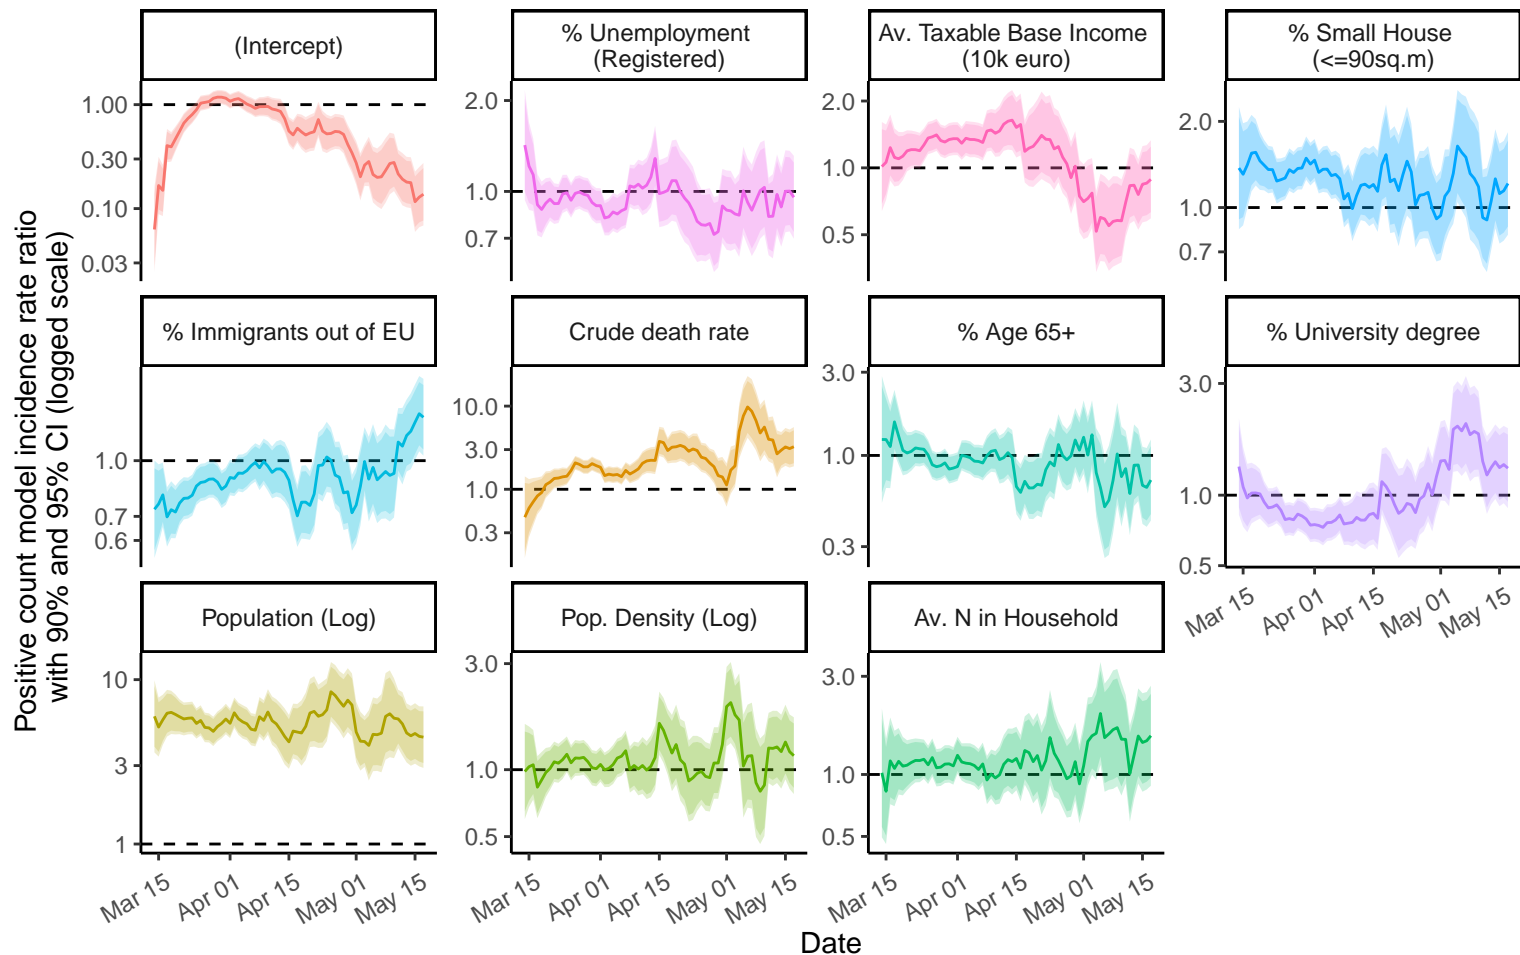 Positive count model incidence rate ratio
with 90% and 95% CI (logged scale)
(Intercept)
1.00
0.30
0.10
0.03
% Unemployment
(Registered)
2.0
1.0
0.7
Av. Taxable Base Income
(10k euro)
2.0
1.0
0.5
% Small House
(<=90sq.m)
2.0
1.0
0.7
% Immigrants out of EU
1.0
0.7
0.6
Crude death rate
10.0
3.0
1.0
0.3
% Age 65+
3.0
1.0
0.3
% University degree
3.0
1.0
0.5
Mar 15
Apr 01
Apr 15
May 01
May 15
Population (Log)
10
3
1
Mar 15
Apr 01
Apr 15
May 01
May 15
Pop. Density (Log)
3.0
1.0
0.5
Mar 15
Apr 01
Apr 15
May 01
May 15
Av. N in Household
3.0
1.0
0.5
Mar 15
Apr 01
Apr 15
May 01
May 15
Date